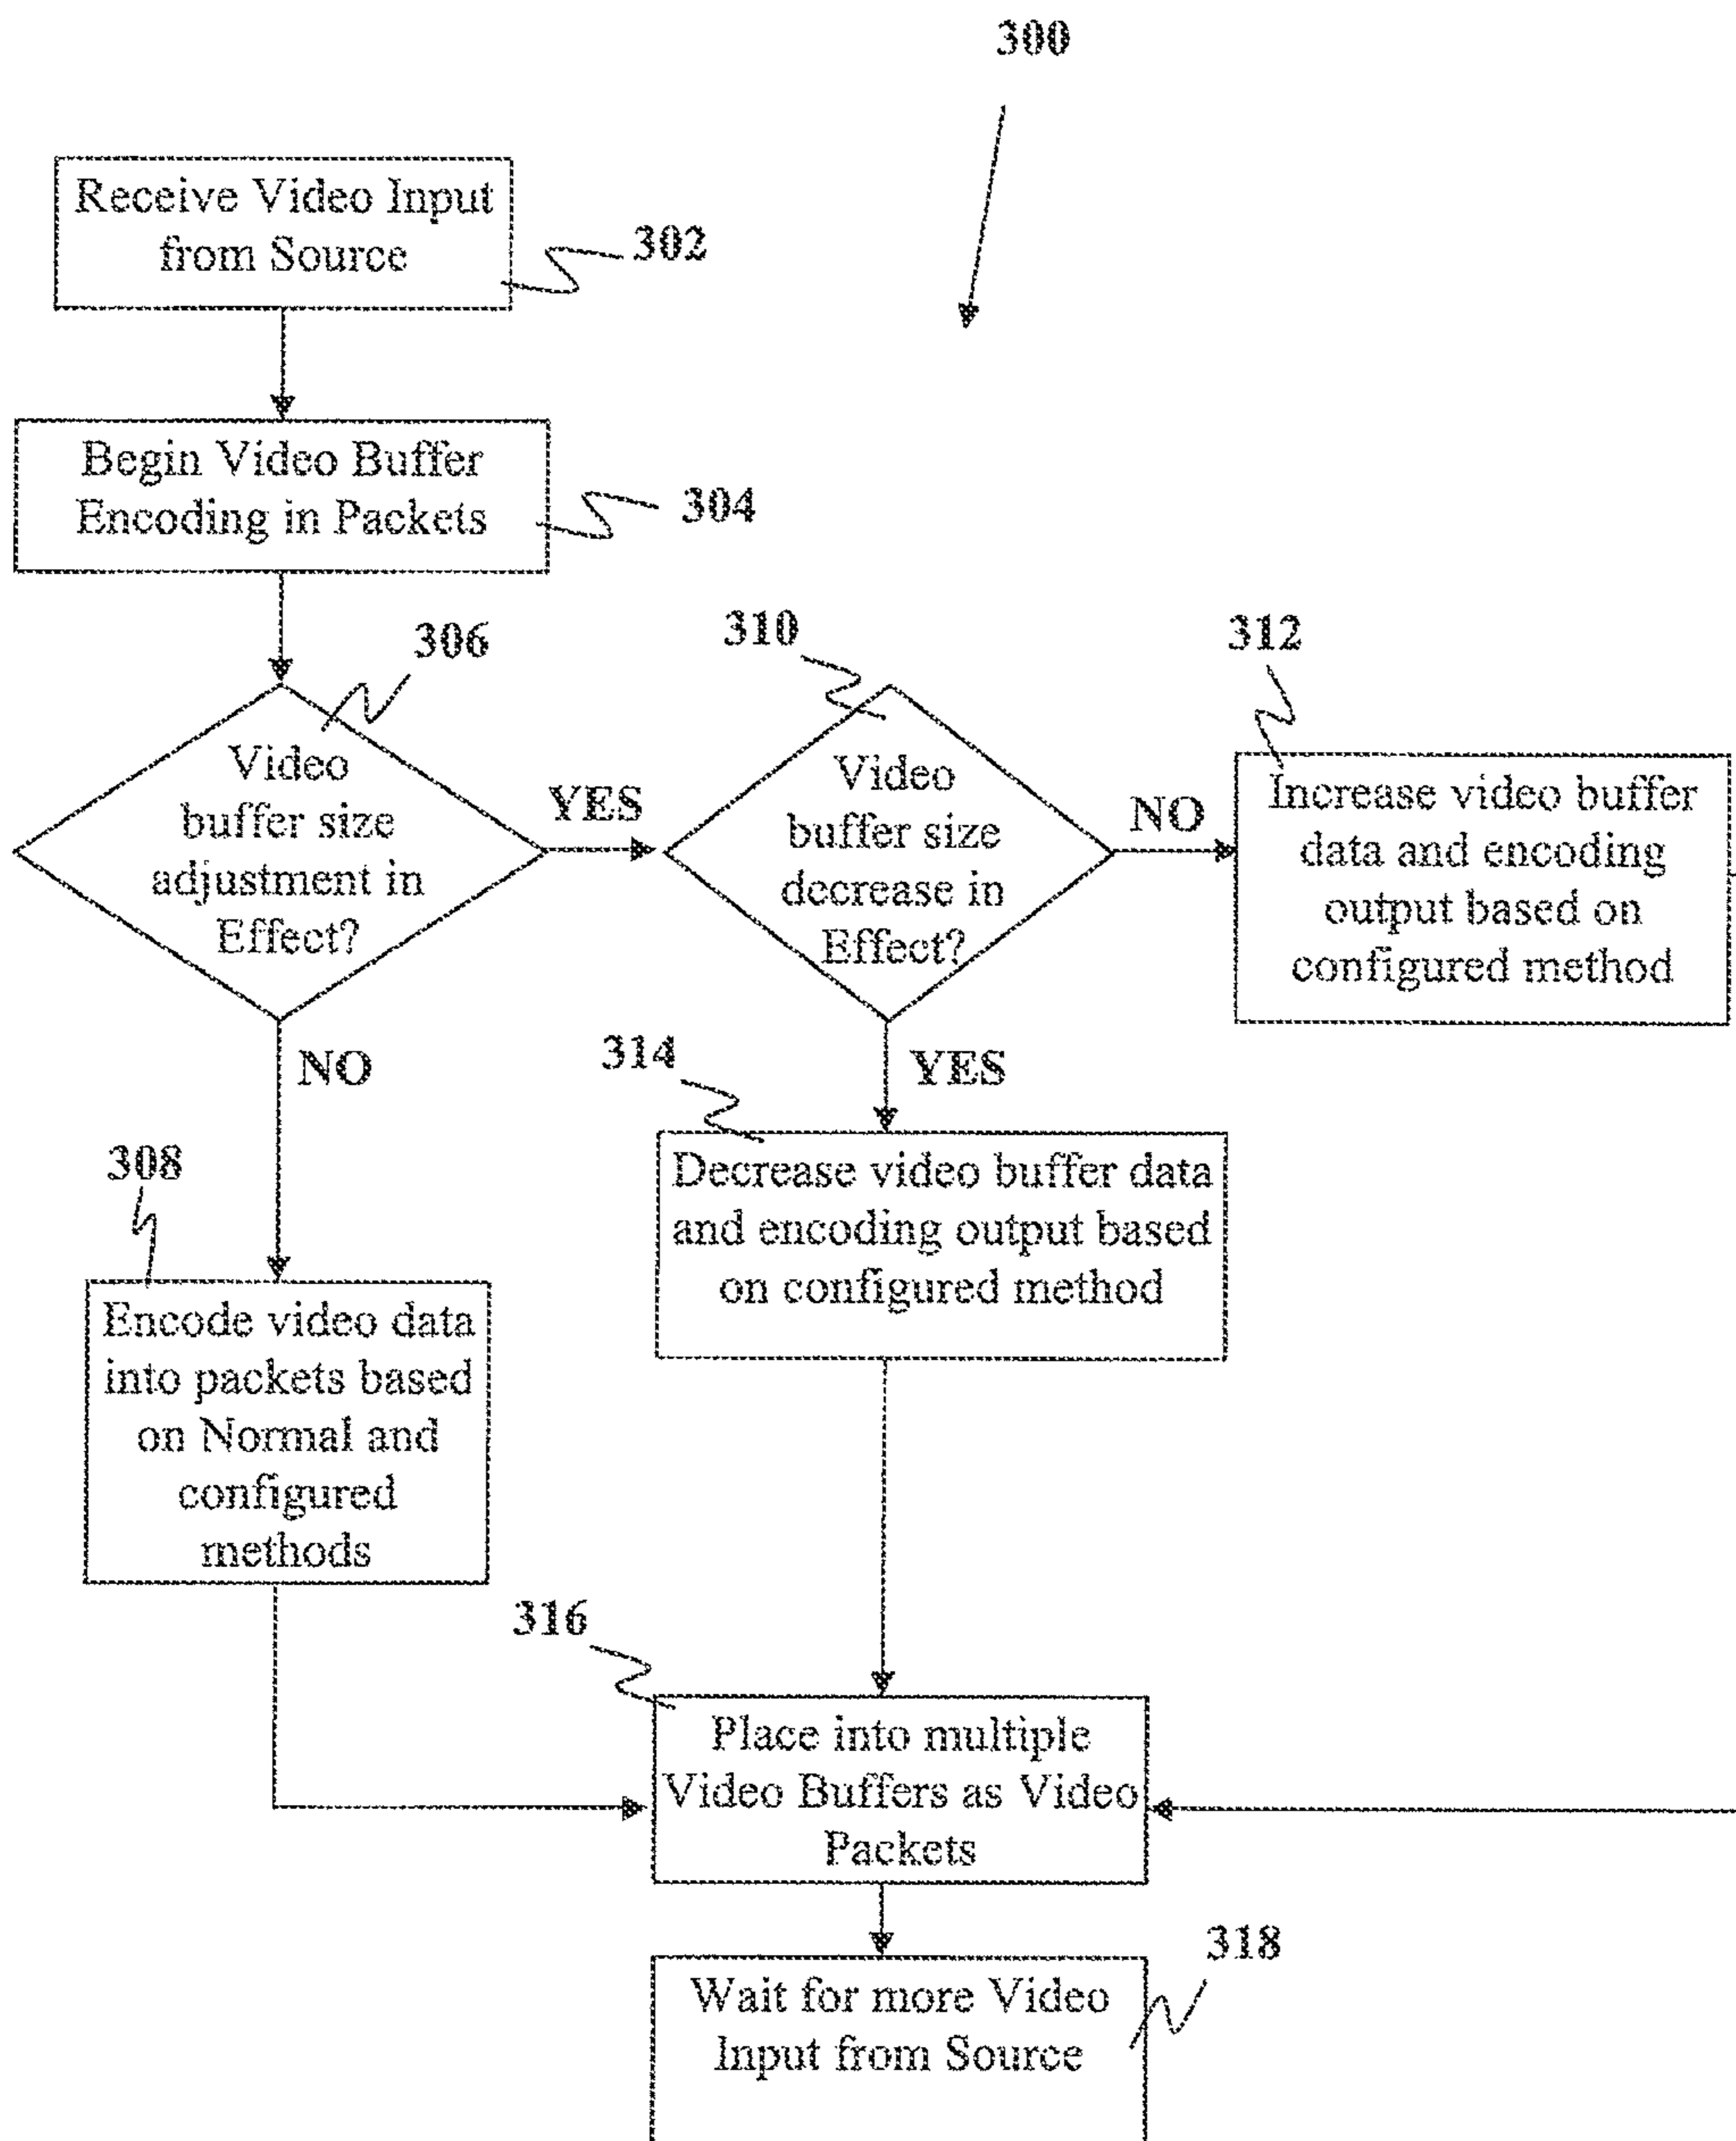 300
Receive Video Input
from Source
302
Begin Video Buffer
Encoding in Packets
304
306
Video
buffer size
adjustment in
Effect?
YES
NO
310
Video
buffer size
decrease in
Effect?
NO
YES
312
Increase video buffer
data and encoding
output based on
configured method
314
Decrease video buffer data
and encoding output based
on configured method
308
Encode video data
into packets based
on Normal and
configured
methods
316
Place into multiple
Video Buffers as Video
Packets
318
Wait for more Video
Input from Source